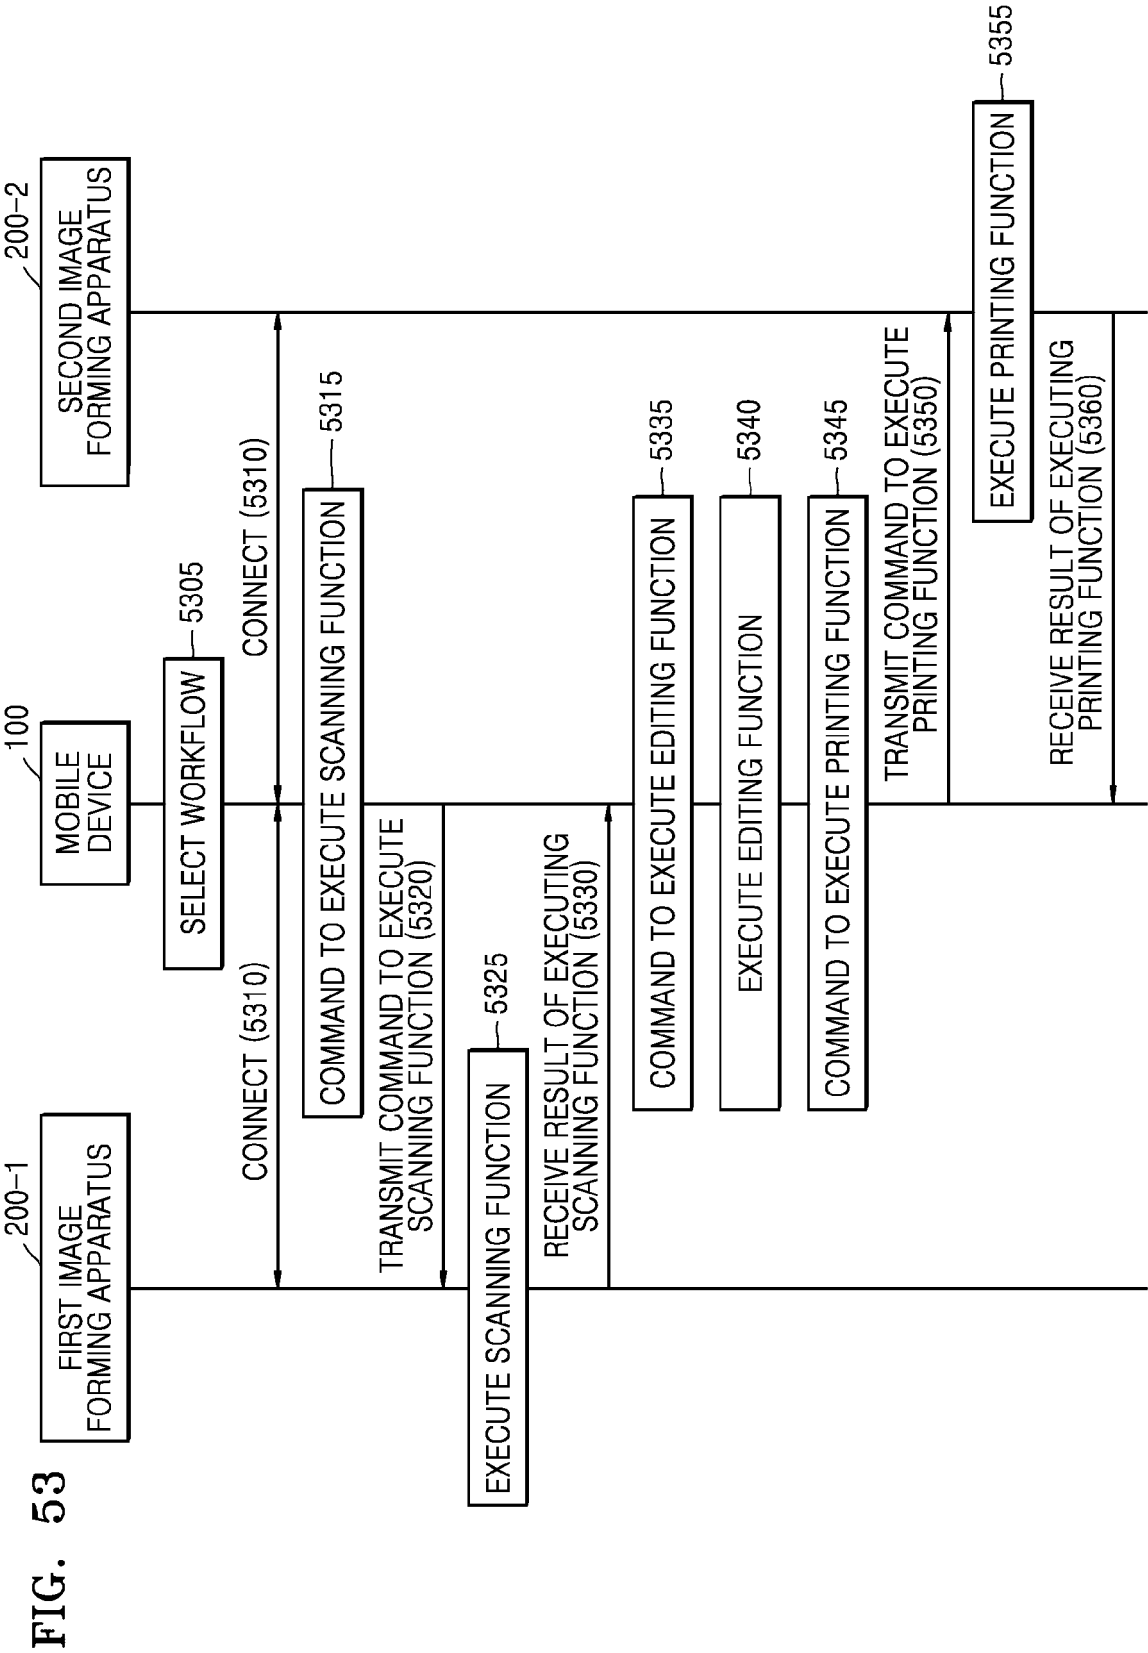 FIG. 53
200-1
FIRST IMAGE
FORMING APPARATUS
100
MOBILE
DEVICE
200-2
SECOND IMAGE
FORMING APPARATUS
SELECT WORKFLOW
5305
CONNECT (5310)
CONNECT (5310)
COMMAND TO EXECUTE SCANNING FUNCTION
5315
TRANSMIT COMMAND TO EXECUTE
SCANNING FUNCTION (5320)
EXECUTE SCANNING FUNCTION
5325
RECEIVE RESULT OF EXECUTING
SCANNING FUNCTION (5330)
COMMAND TO EXECUTE EDITING FUNCTION
5335
EXECUTE EDITING FUNCTION
5340
COMMAND TO EXECUTE PRINTING FUNCTION
5345
TRANSMIT COMMAND TO EXECUTE
PRINTING FUNCTION (5350)
EXECUTE PRINTING FUNCTION
5355
RECEIVE RESULT OF EXECUTING
PRINTING FUNCTION (5360)